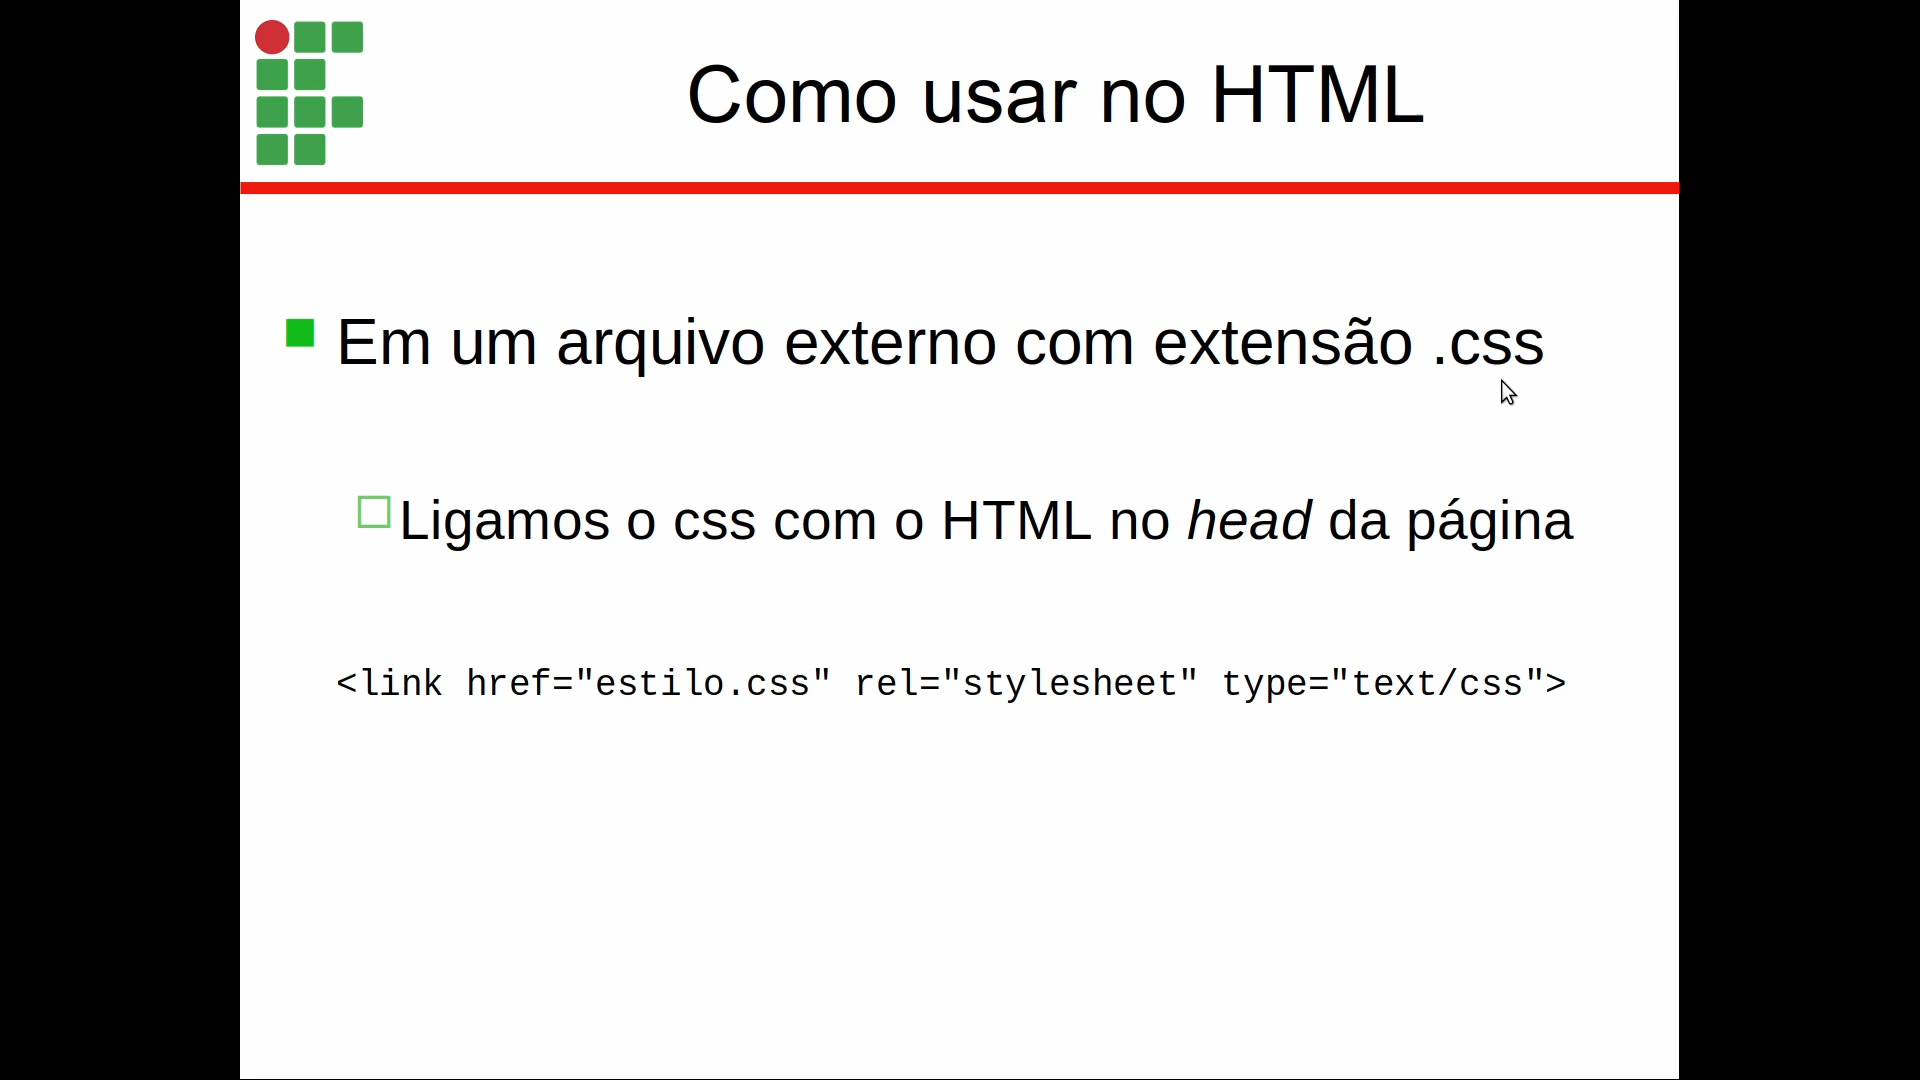 Como usar no HTML
Em um arquivo externo com extensão .css
Ligamos o css com o HTML no head da página
<link href="estilo.css" rel="stylesheet" type="text/css">